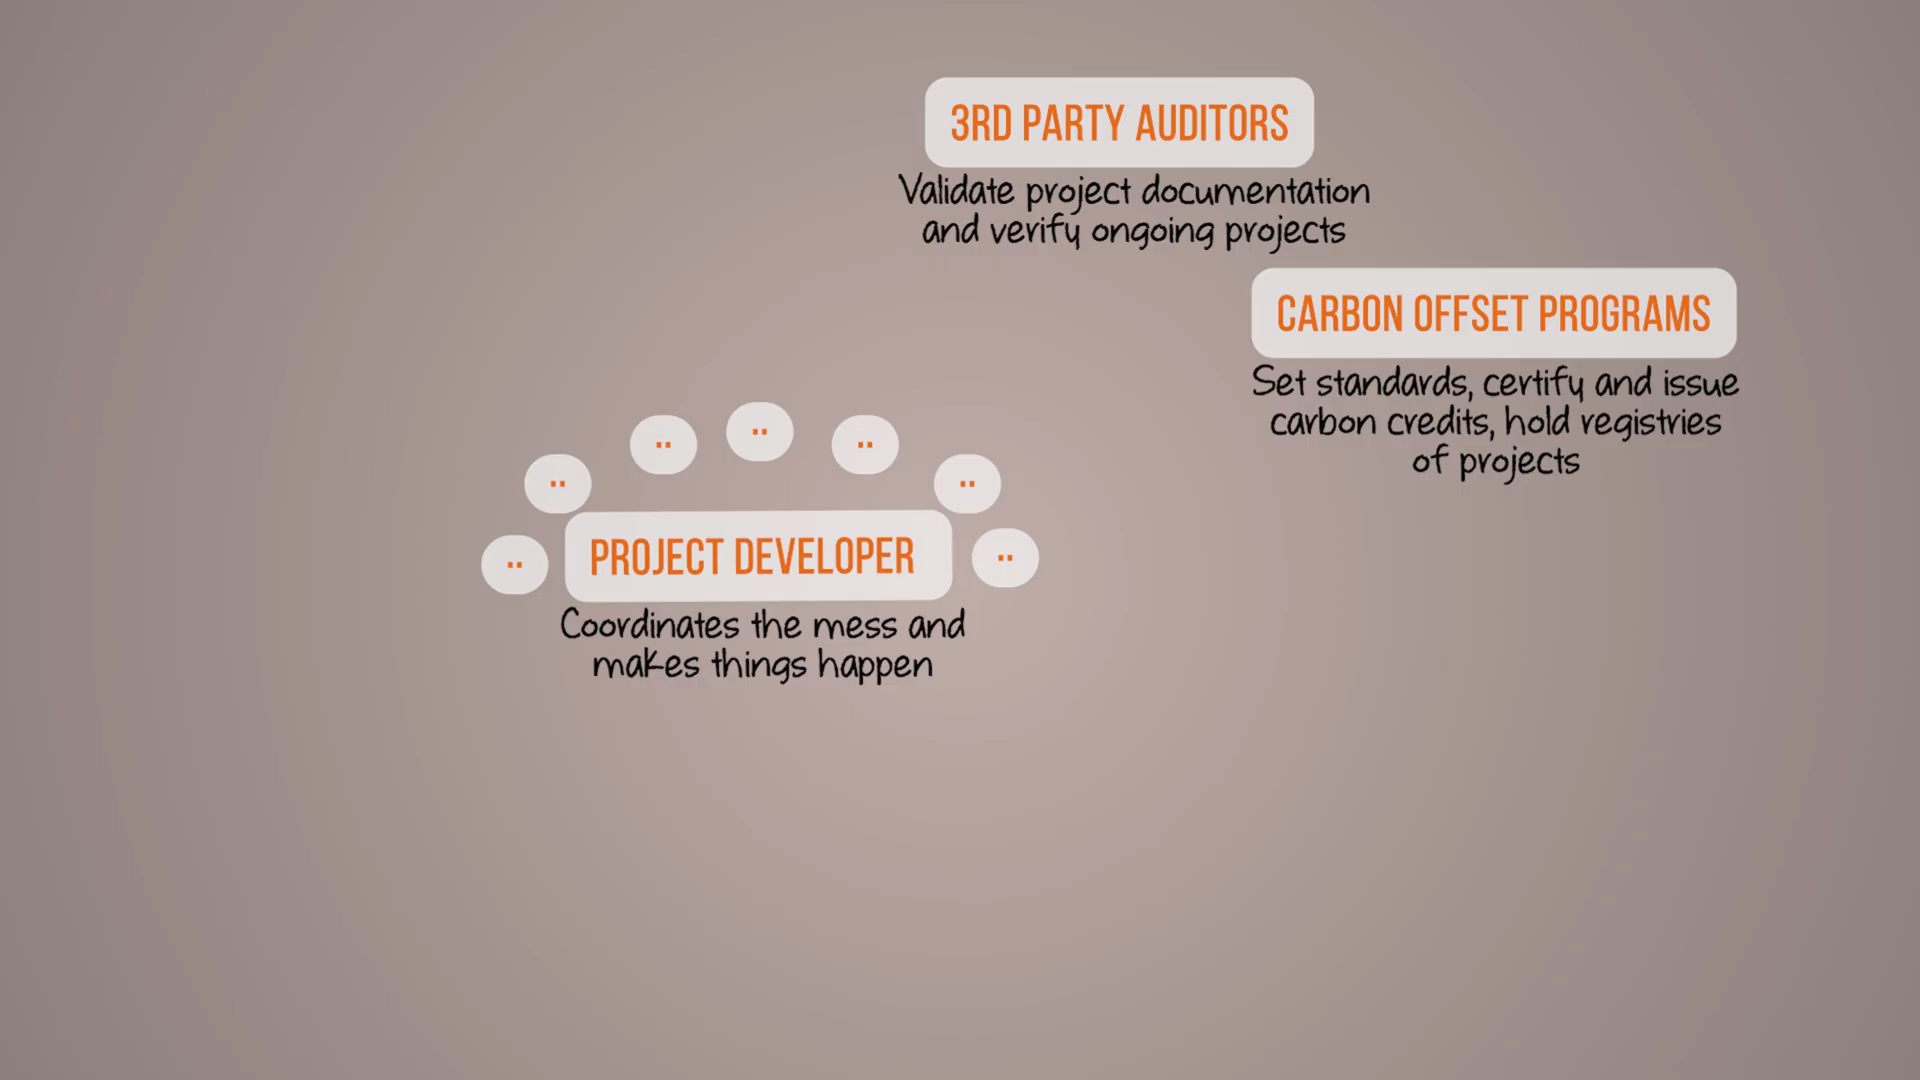 3RD PARTY AUDITORS
Validate project documentation
and verify ongoing projects
CARBON OFFSET PROGRAMS
Set standards, certify and issue
carbon credits, hold registries
of projects
..
..
..
..
..
..
..
PROJECT DEVELOPER
Coordinates the mess and
makes things happen